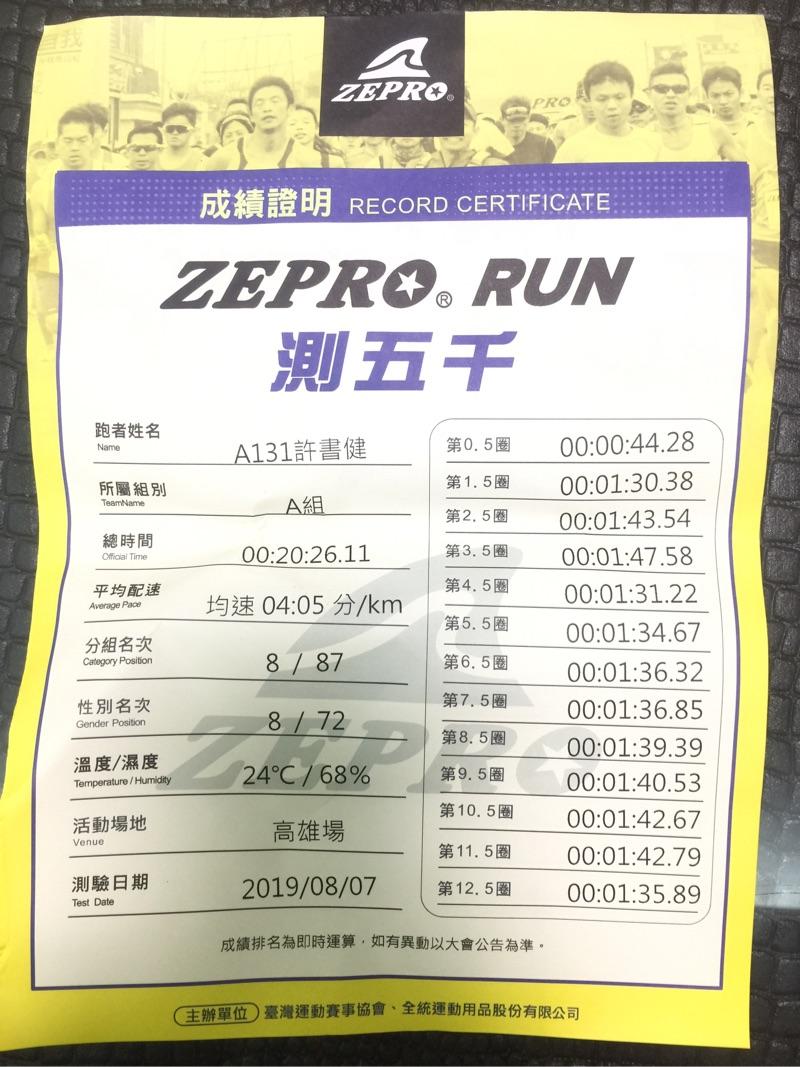 自我
ZEPRO®
PRO
成績證明 RECORD CERTIFICATE
ZEPRO® RUN
測五千
跑者姓名
Name
A131許書健
所屬組別
TeamName
A組
總時間
Official Time
00:20:26.11
平均配速
Average Pace
均速 04:05 分/km
分組名次
Category Position
8 / 87
性別名次
Gender Position
8 / 72
溫度/濕度
Temperature / Humidity
24℃ / 68%
活動場地
Venue
高雄場
測驗日期
Test Date
2019/08/07
第0.5圈 00:00:44.28
第1.5圈 00:01:30.38
第2.5圈 00:01:43.54
第3.5圈 00:01:47.58
第4.5圈 00:01:31.22
第5.5圈 00:01:34.67
第6.5圈 00:01:36.32
第7.5圈 00:01:36.85
第8.5圈 00:01:39.39
第9.5圈 00:01:40.53
第10.5圈 00:01:42.67
第11.5圈 00:01:42.79
第12.5圈 00:01:35.89
ZEPRO
成績排名為即時運算，如有異動以大會公告為準。
主辦單位 臺灣運動賽事協會、全統運動用品股份有限公司